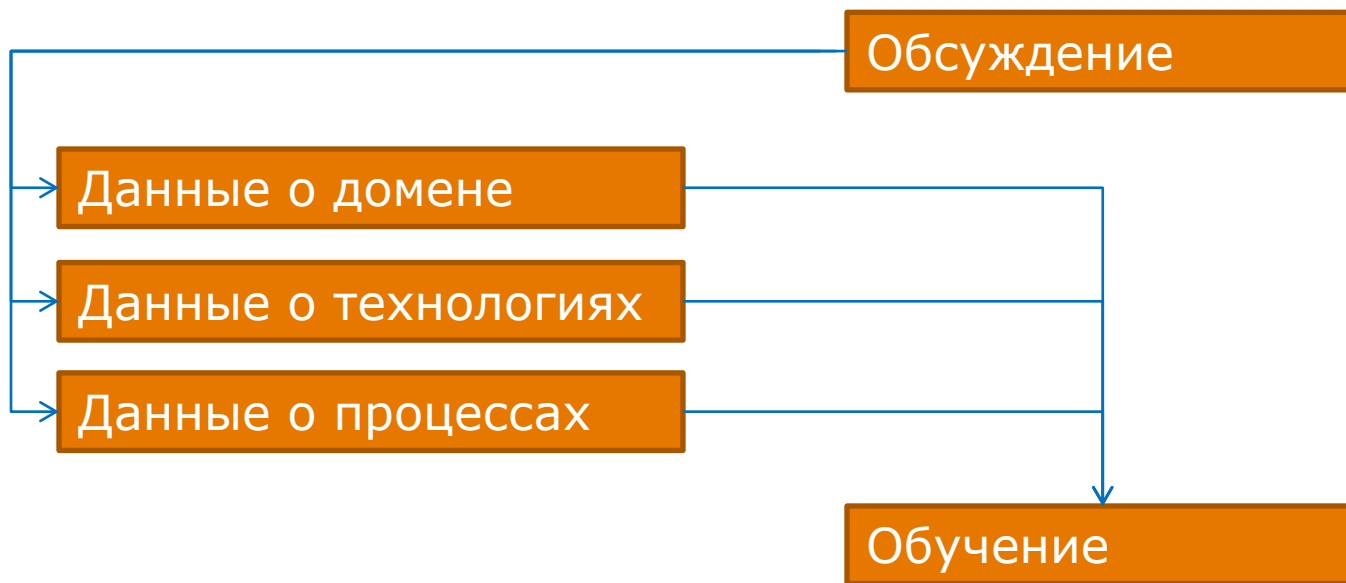 Обсуждение
Данные о домене
Данные о технологиях
Данные о процессах
Обучение